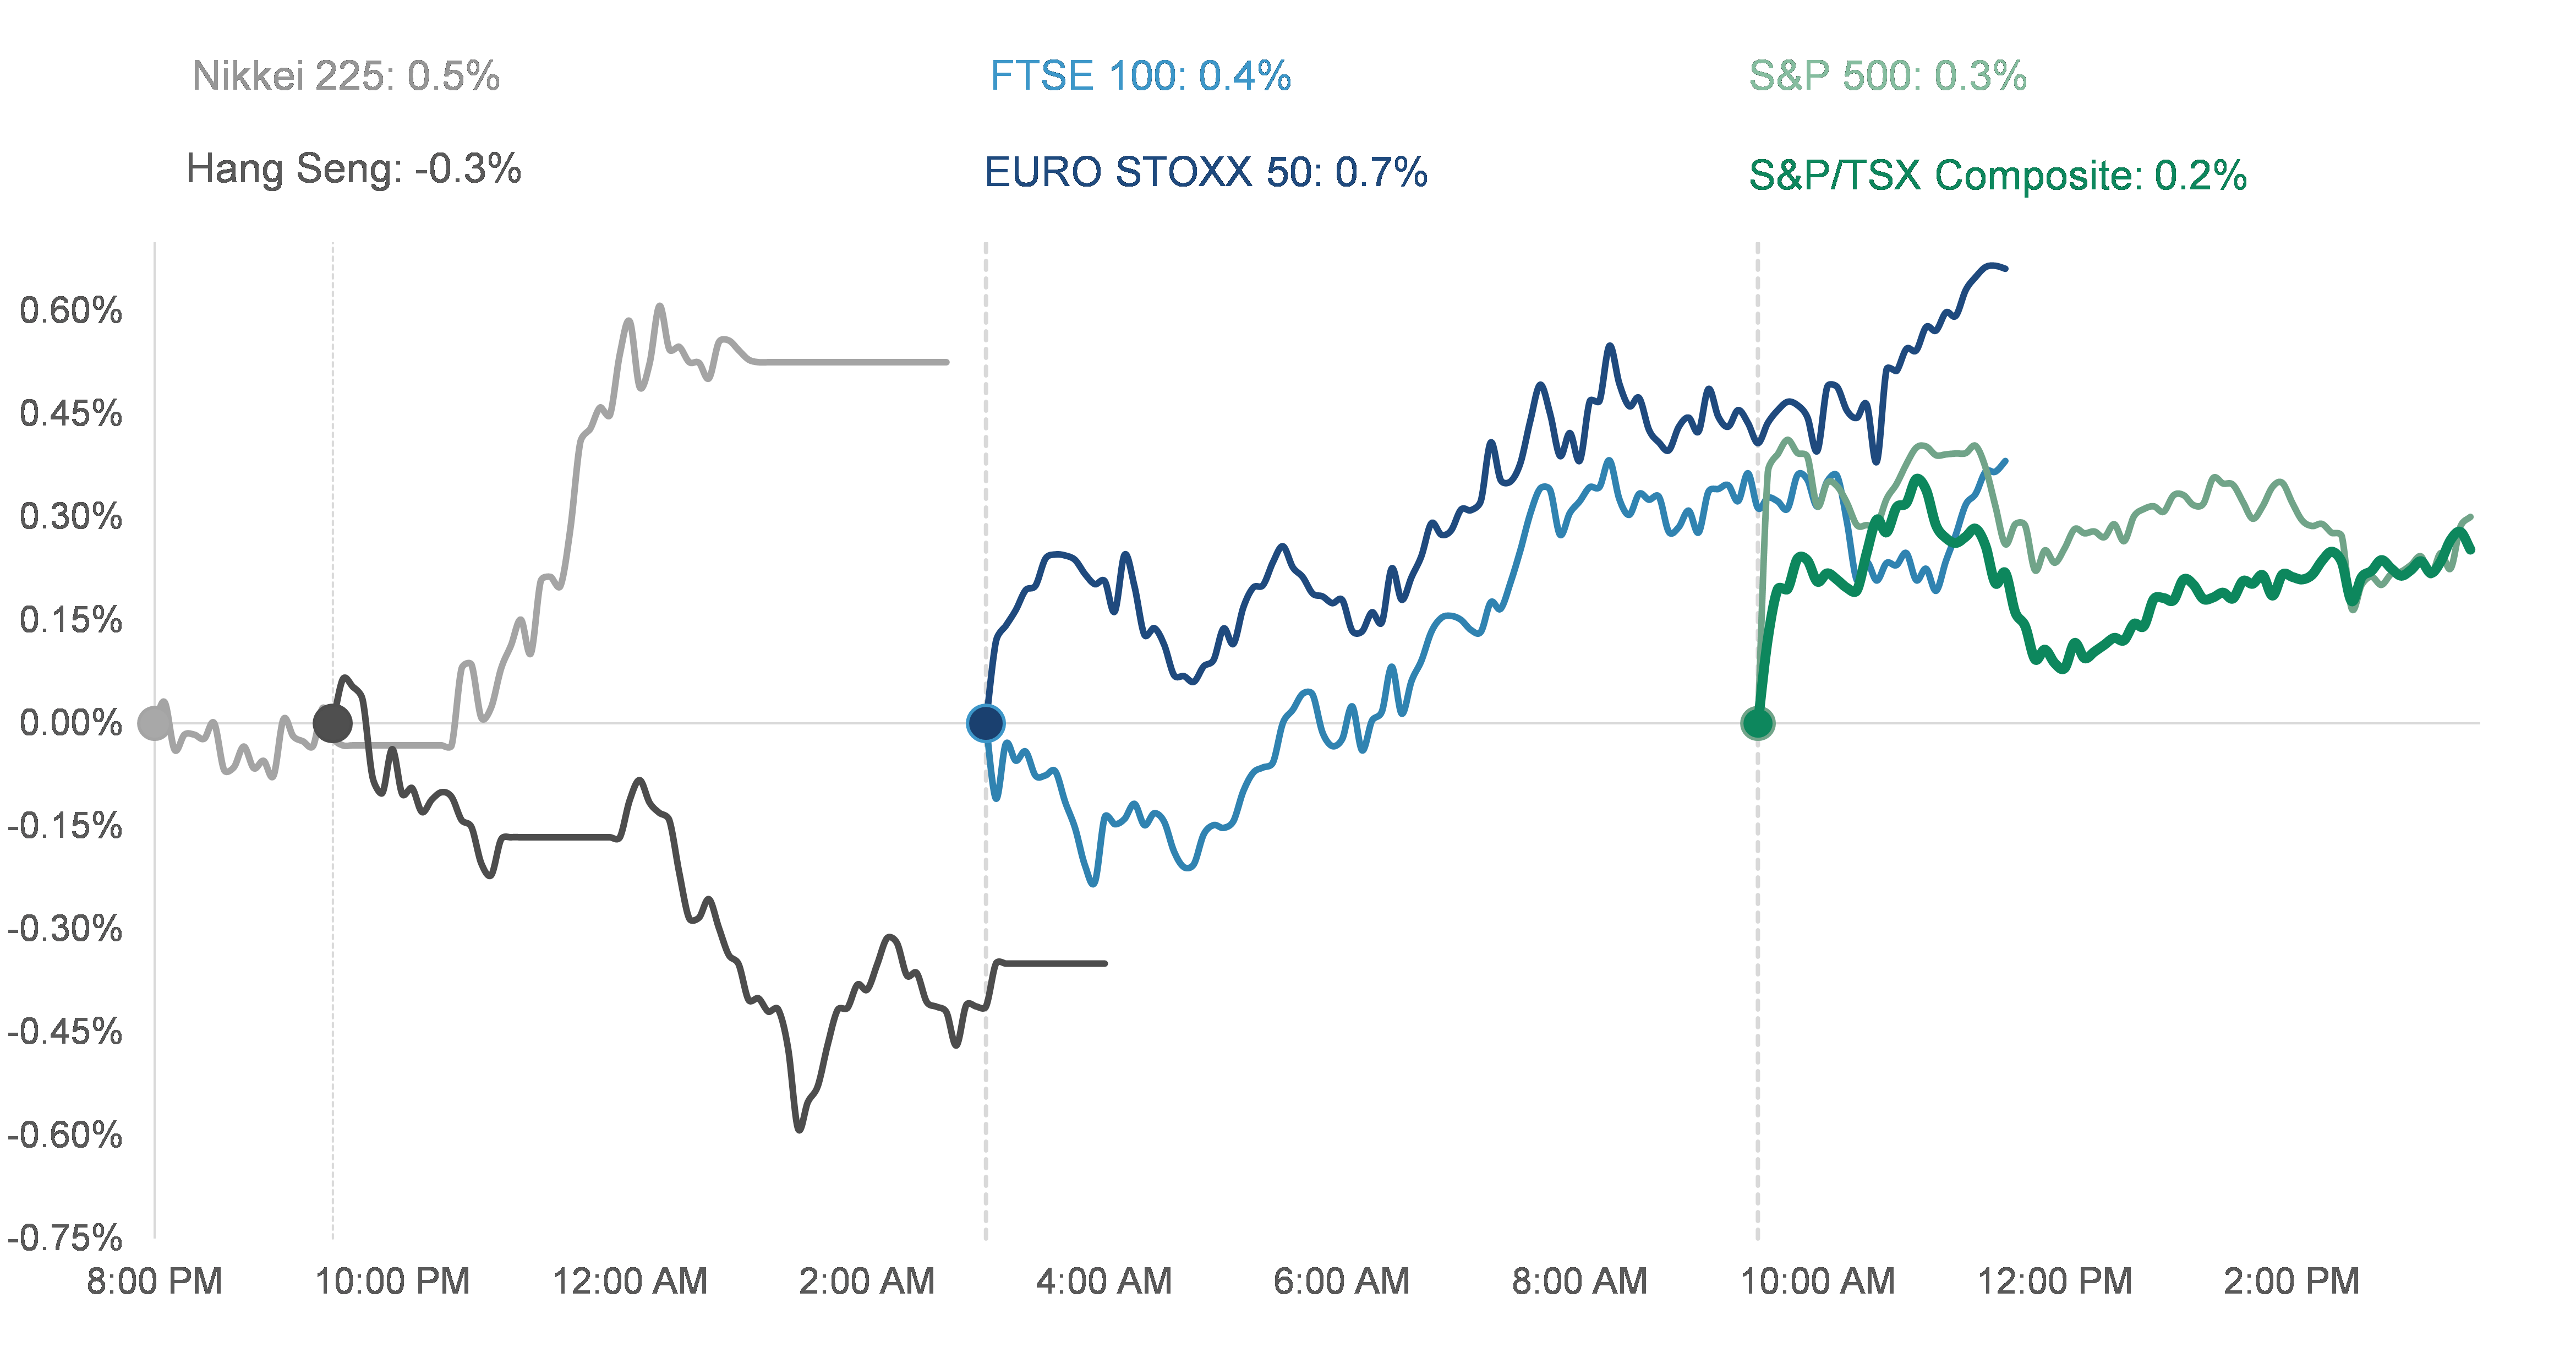 Nikkei 225: 0.5%
FTSE 100: 0.4%
S&P 500: 0.3%
Hang Seng: -0.3%
EURO STOXX 50: 0.7%
S&P/TSX Composite: 0.2%
0.60%
0.45%
0.30%
0.15%
0.00%
-0.15%
-0.30%
-0.45%
-0.60%
-0.75%
8:00 PM
10:00 PM
12:00 AM
2:00 AM
4:00 AM
6:00 AM
8:00 AM
10:00 AM
12:00 PM
2:00 PM